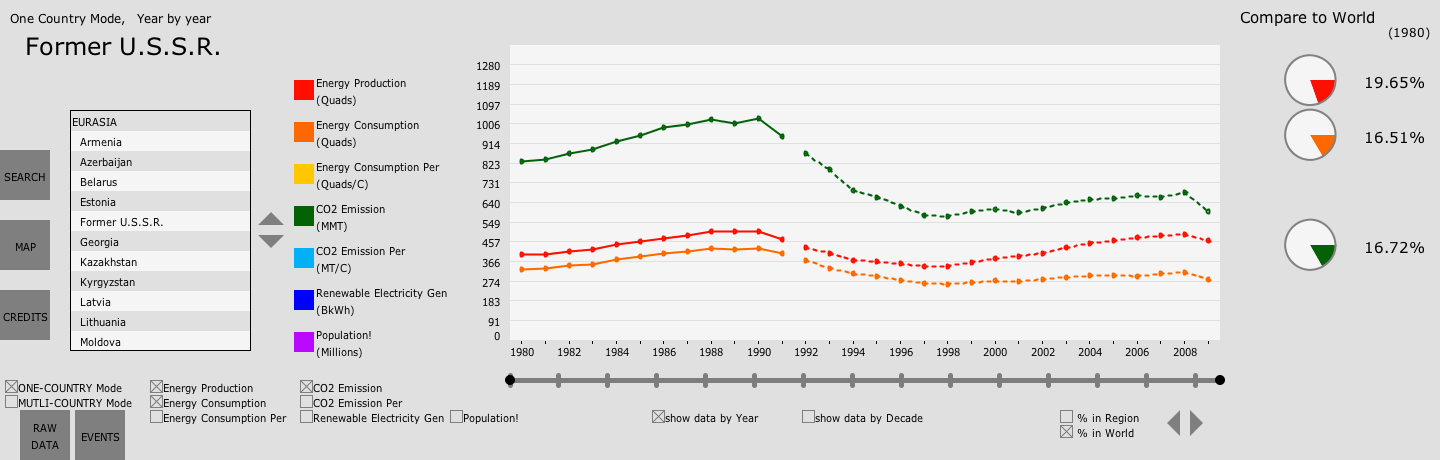 One Country Mode,   Year by year
Former U.S.S.R.
EURASIA
Armenia
Azerbaijan
Belarus
Estonia
Former U.S.S.R.
Georgia
Kazakhstan
Kyrgyzstan
Latvia
Lithuania
Moldova
SEARCH
MAP
CREDITS
Energy Production
(Quads)
Energy Consumption
(Quads)
Energy Consumption Per
(Quads/C)
CO2 Emission
(MMT)
CO2 Emission Per
(MT/C)
Renewable Electricity Gen
(BkWh)
Population!
(Millions)
1280
1189
1097
1006
914
823
731
640
549
457
366
274
183
91
0
1980 1982 1984 1986 1988 1990 1992 1994 1996 1998 2000 2002 2004 2006 2008
Compare to World
(1980)
19.65%
16.51%
16.72%
ONE-COUNTRY Mode Energy Production CO2 Emission
MUTLI-COUNTRY Mode Energy Consumption CO2 Emission Per
Energy Consumption Per Renewable Electricity Gen Population! show data by Year show data by Decade % in Region
% in World
RAW
DATA
EVENTS